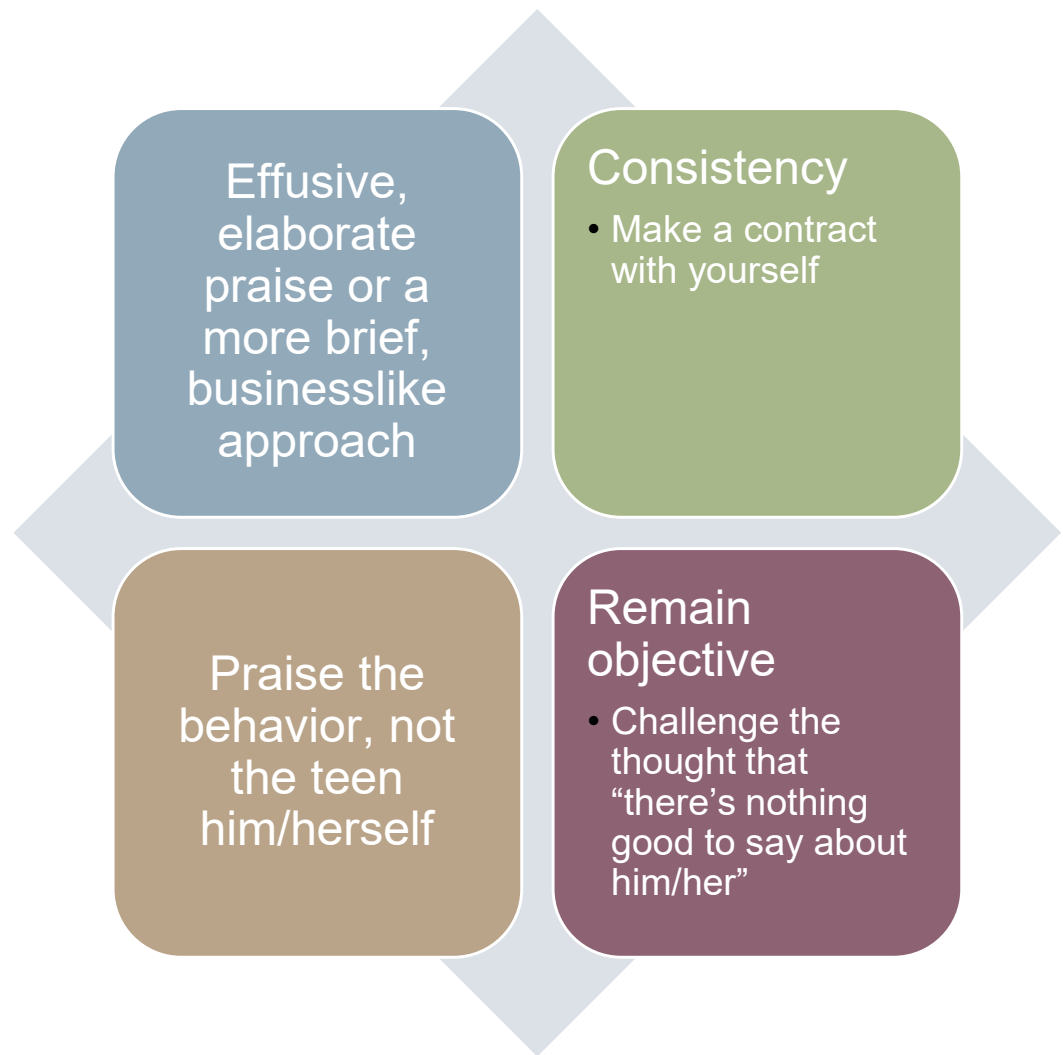 Effusive,
elaborate
praise or a
more brief,
businesslike
approach
Consistency
• Make a contract
with yourself
Praise the
behavior, not
the teen
him/herself
Remain
objective
• Challenge the
thought that
“there’s nothing
good to say about
him/her”